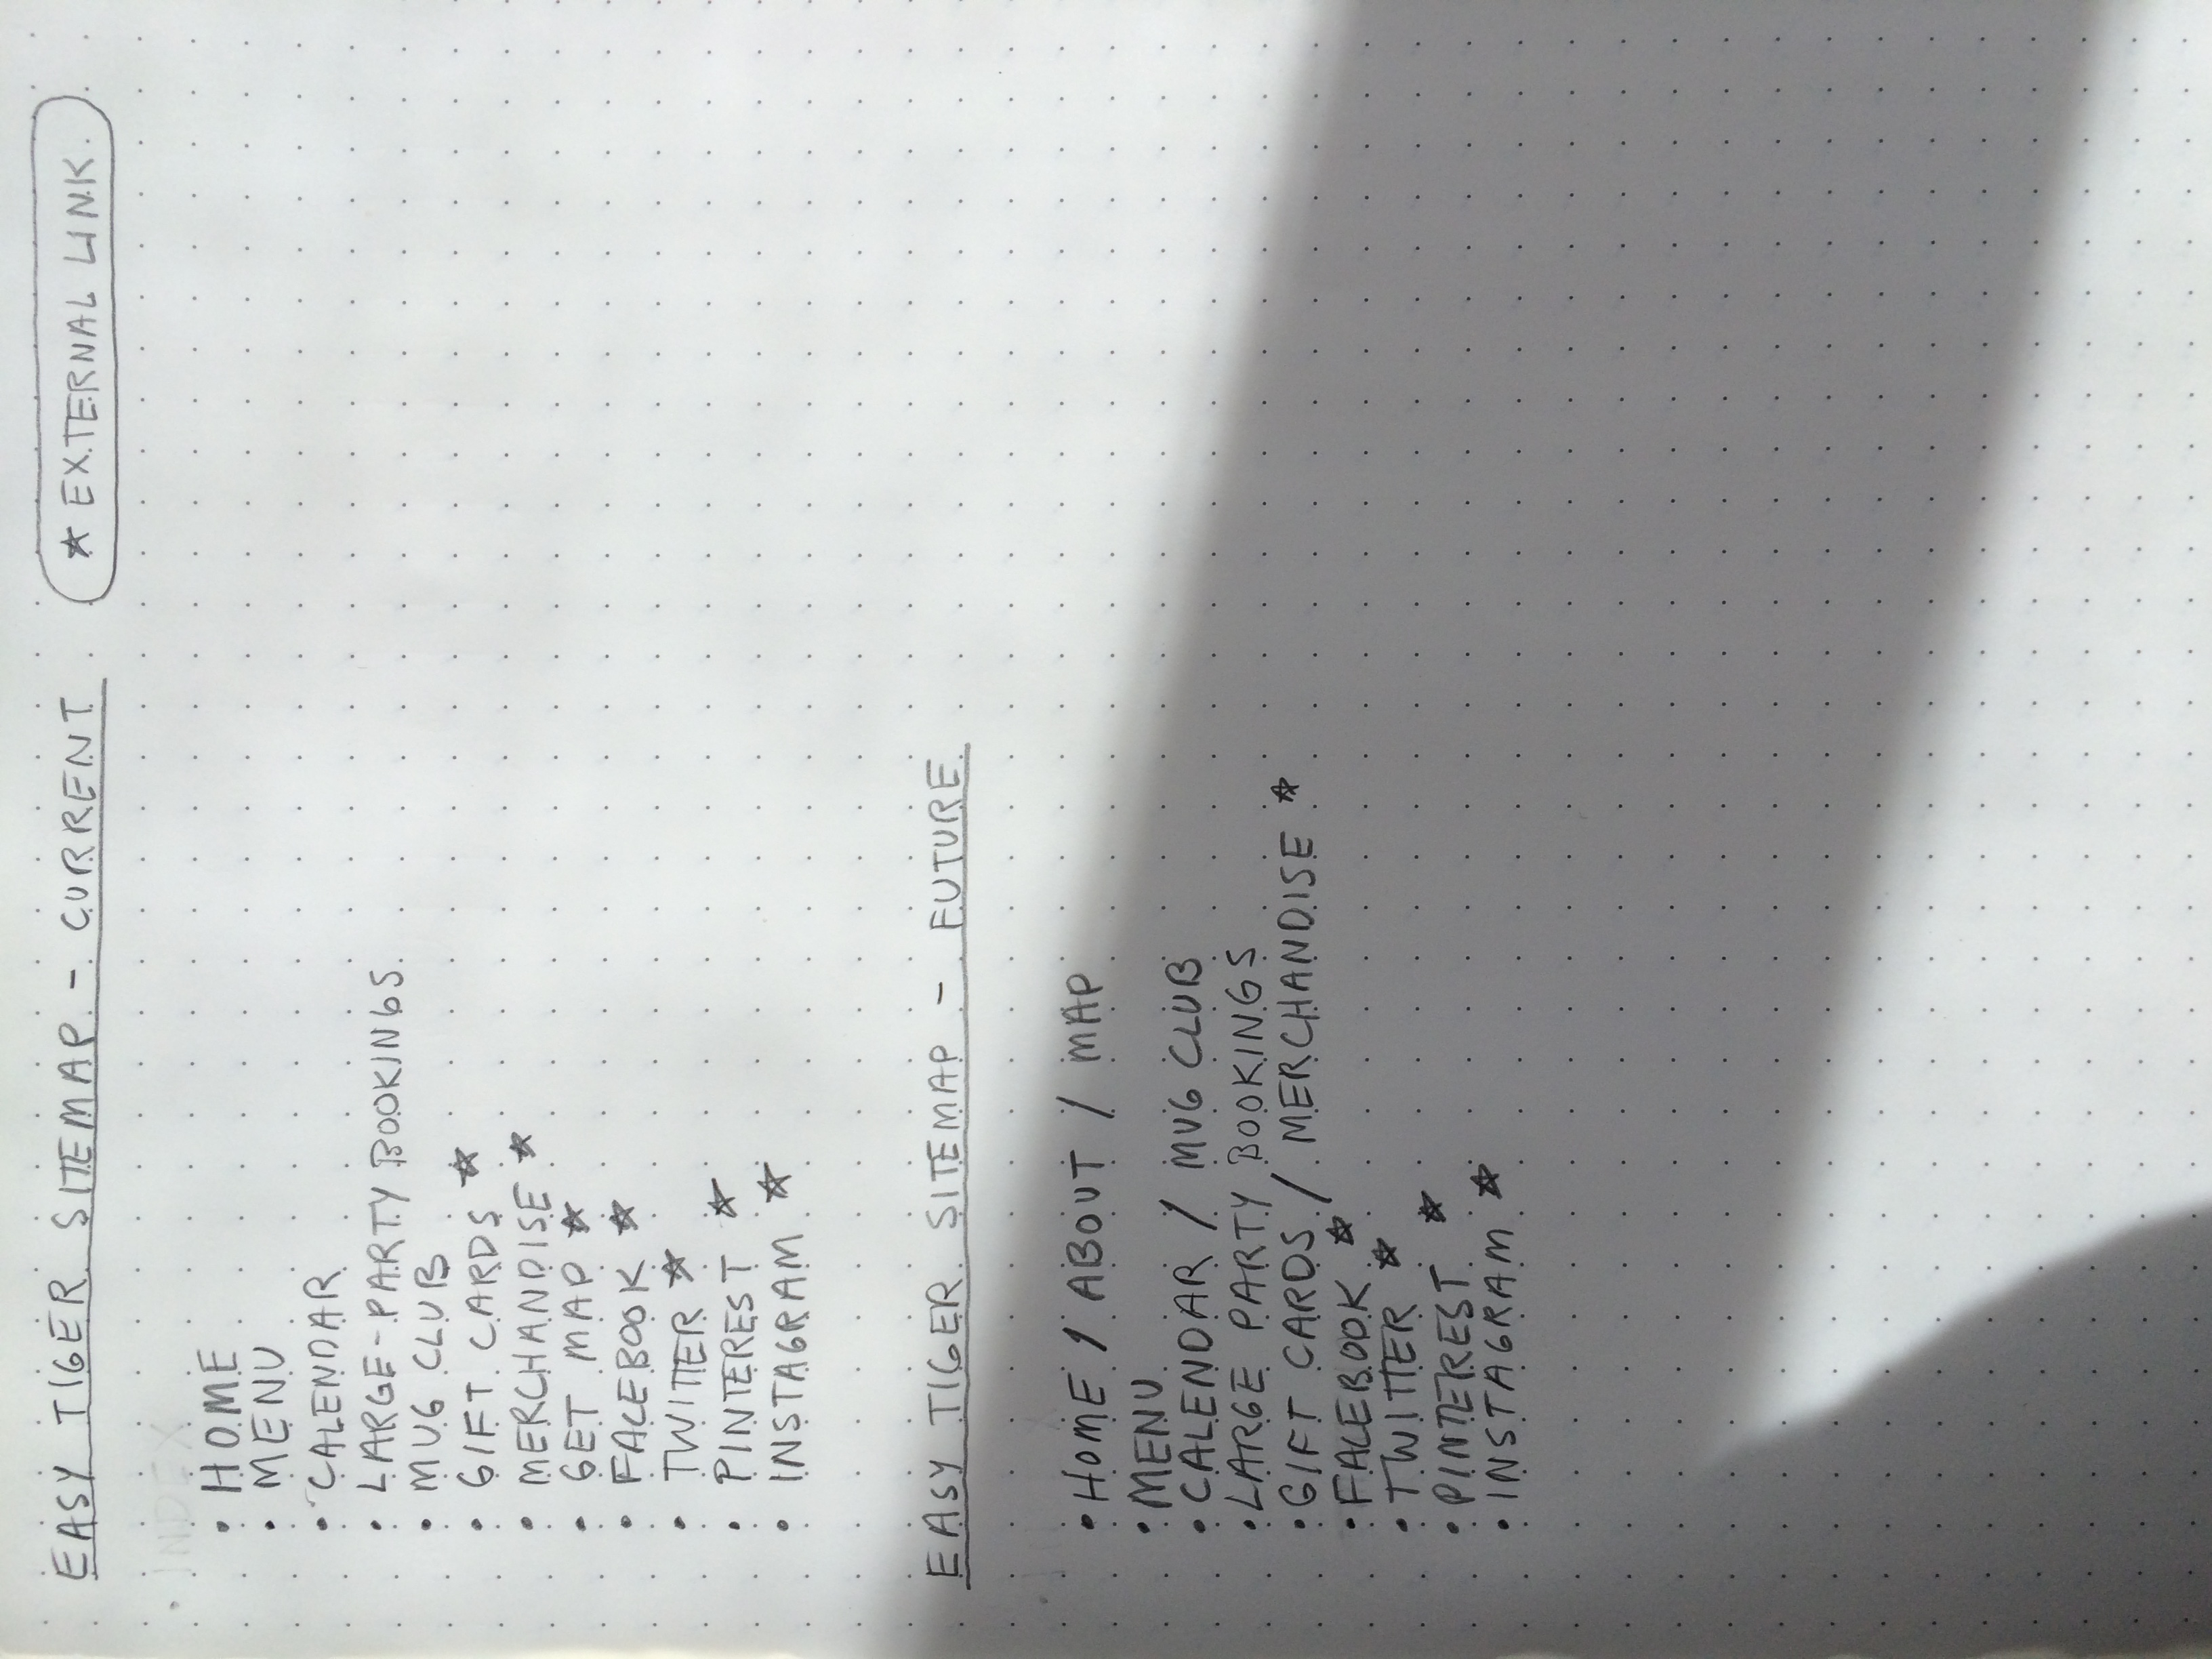 EASY TIGER SITEMAP - CURRENT ★ EXTERNAL LINK
INDEX
• HOME
• MENU
• CALENDAR
• LARGE-PARTY BOOKINGS
• MUG CLUB
• GIFT CARDS ★
• MERCHANDISE ★
• GET MAP ★
• FACEBOOK ★
• TWITTER ★
• PINTEREST ★
• INSTAGRAM ★
EASY TIGER SITEMAP - FUTURE
• HOME / ABOUT / MAP
• MENU
• CALENDAR / MUG CLUB
• LARGE PARTY BOOKINGS
• GIFT CARDS / MERCHANDISE ★
• FACEBOOK ★
• TWITTER ★
• PINTEREST ★
• INSTAGRAM ★